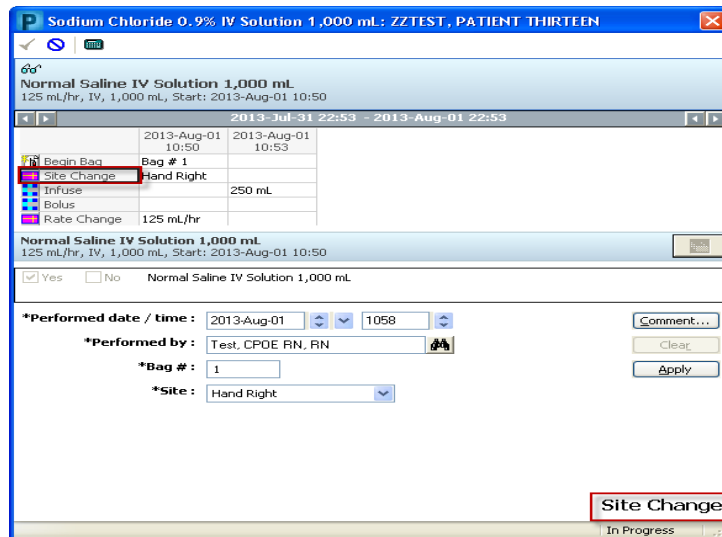 P Sodium Chloride 0.9% IV Solution 1,000 mL: ZZTEST, PATIENT THIRTEEN
Normal Saline IV Solution 1,000 mL
125 mL/hr, IV, 1,000 mL, Start: 2013-Aug-01 10:50
2013-Jul-31 22:53 - 2013-Aug-01 22:53
2013-Aug-01 10:50 2013-Aug-01 10:53
Begin Bag Bag # 1
Site Change Hand Right
Infuse 250 mL
Bolus
Rate Change 125 mL/hr
Normal Saline IV Solution 1,000 mL
125 mL/hr, IV, 1,000 mL, Start: 2013-Aug-01 10:50
Yes No Normal Saline IV Solution 1,000 mL
*Performed date / time : 2013-Aug-01 1058 Comment...
*Performed by : Test, CPOE RN, RN Clear
*Bag # : 1 Apply
*Site : Hand Right
Site Change
In Progress